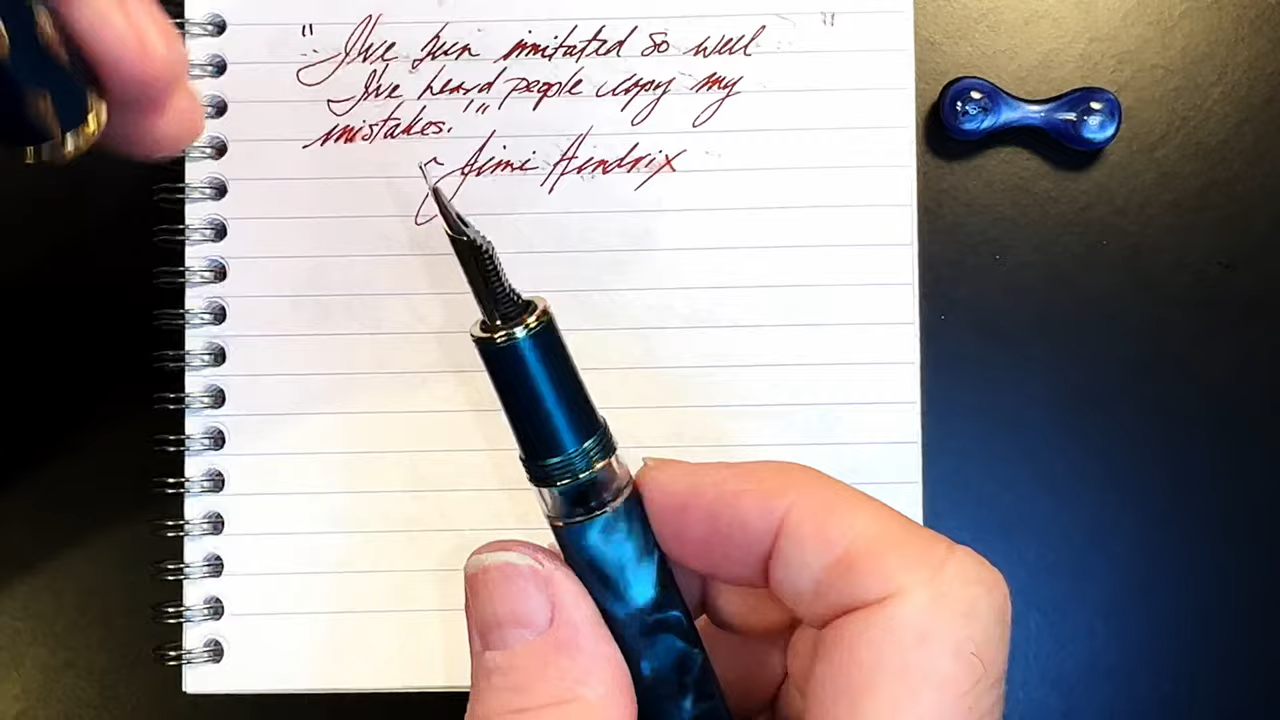 "I've been imitated so well "
I've heard people copy my
mistakes."
Jimi Hendrix